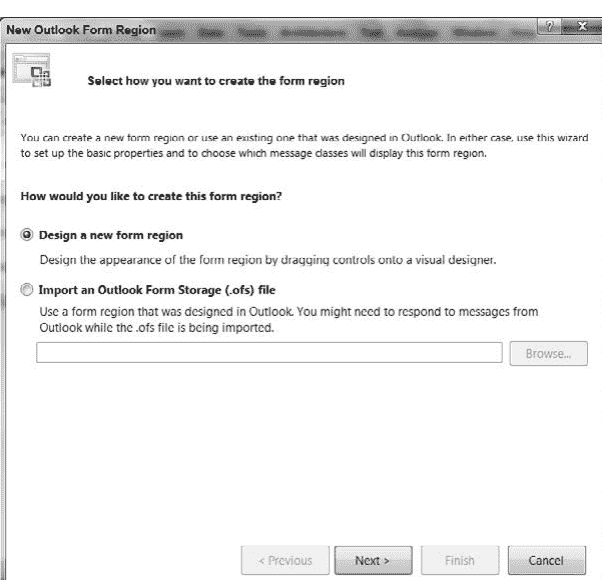 New Outlook Form Region
Select how you want to create the form region
You can create a new form region or use an existing one that was designed in Outlook. In either case, use this wizard
to set up the basic properties and to choose which message classes will display this form region.
How would you like to create this form region?
Design a new form region
Design the appearance of the form region by dragging controls onto a visual designer.
Import an Outlook Form Storage (.ofs) file
Use a form region that was designed in Outlook. You might need to respond to messages from
Outlook while the .ofs file is being imported.
Browse...
< Previous Next > Finish Cancel